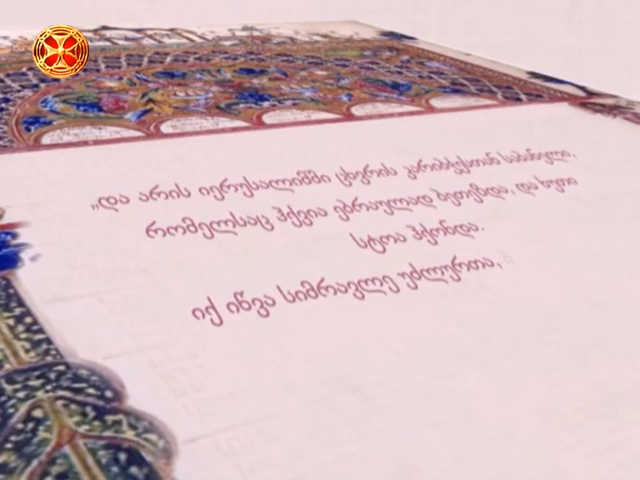 „და არის იერუსალიმში ცხვრის კარიბჭესთან საბანელი,
რომელსაც ჰქვია ებრაულად ბეთეზდა, და ხუთი
სტოა ჰქონდა.
იქ იწვა სიმრავლე უძლურთა,